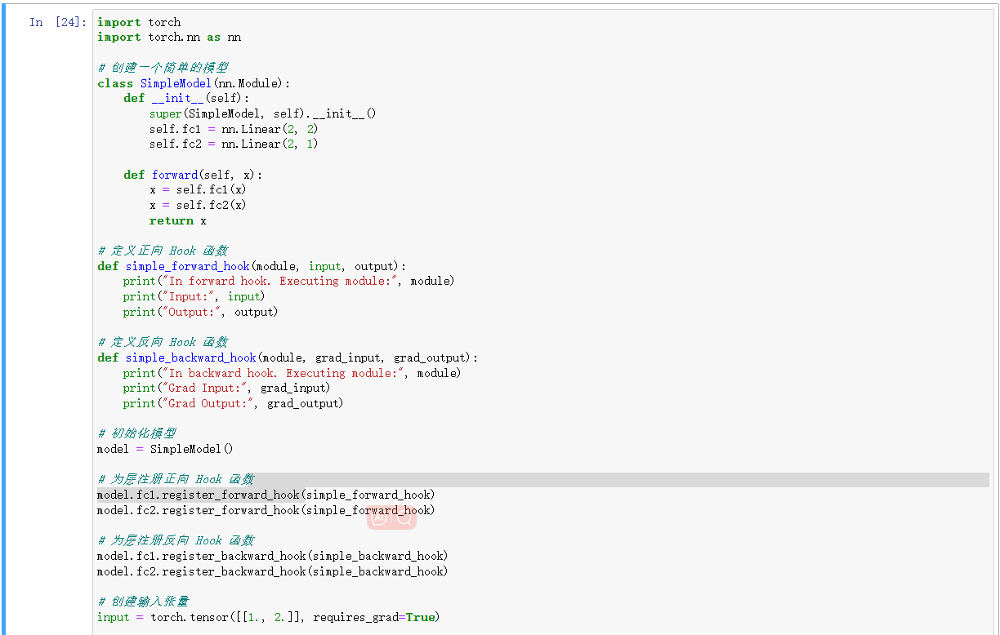 In [24]:
import torch
import torch.nn as nn
# 创建一个简单的模型
class SimpleModel(nn.Module):
    def __init__(self):
        super(SimpleModel, self).__init__()
        self.fc1 = nn.Linear(2, 2)
        self.fc2 = nn.Linear(2, 1)
    def forward(self, x):
        x = self.fc1(x)
        x = self.fc2(x)
        return x
# 定义正向 Hook 函数
def simple_forward_hook(module, input, output):
    print("In forward hook. Executing module:", module)
    print("Input:", input)
    print("Output:", output)
# 定义反向 Hook 函数
def simple_backward_hook(module, grad_input, grad_output):
    print("In backward hook. Executing module:", module)
    print("Grad Input:", grad_input)
    print("Grad Output:", grad_output)
# 初始化模型
model = SimpleModel()
# 为层注册正向 Hook 函数
model.fc1.register_forward_hook(simple_forward_hook)
model.fc2.register_forward_hook(simple_forward_hook)
AI
# 为层注册反向 Hook 函数
model.fc1.register_backward_hook(simple_backward_hook)
model.fc2.register_backward_hook(simple_backward_hook)
# 创建输入张量
input = torch.tensor([[1., 2.]], requires_grad=True)